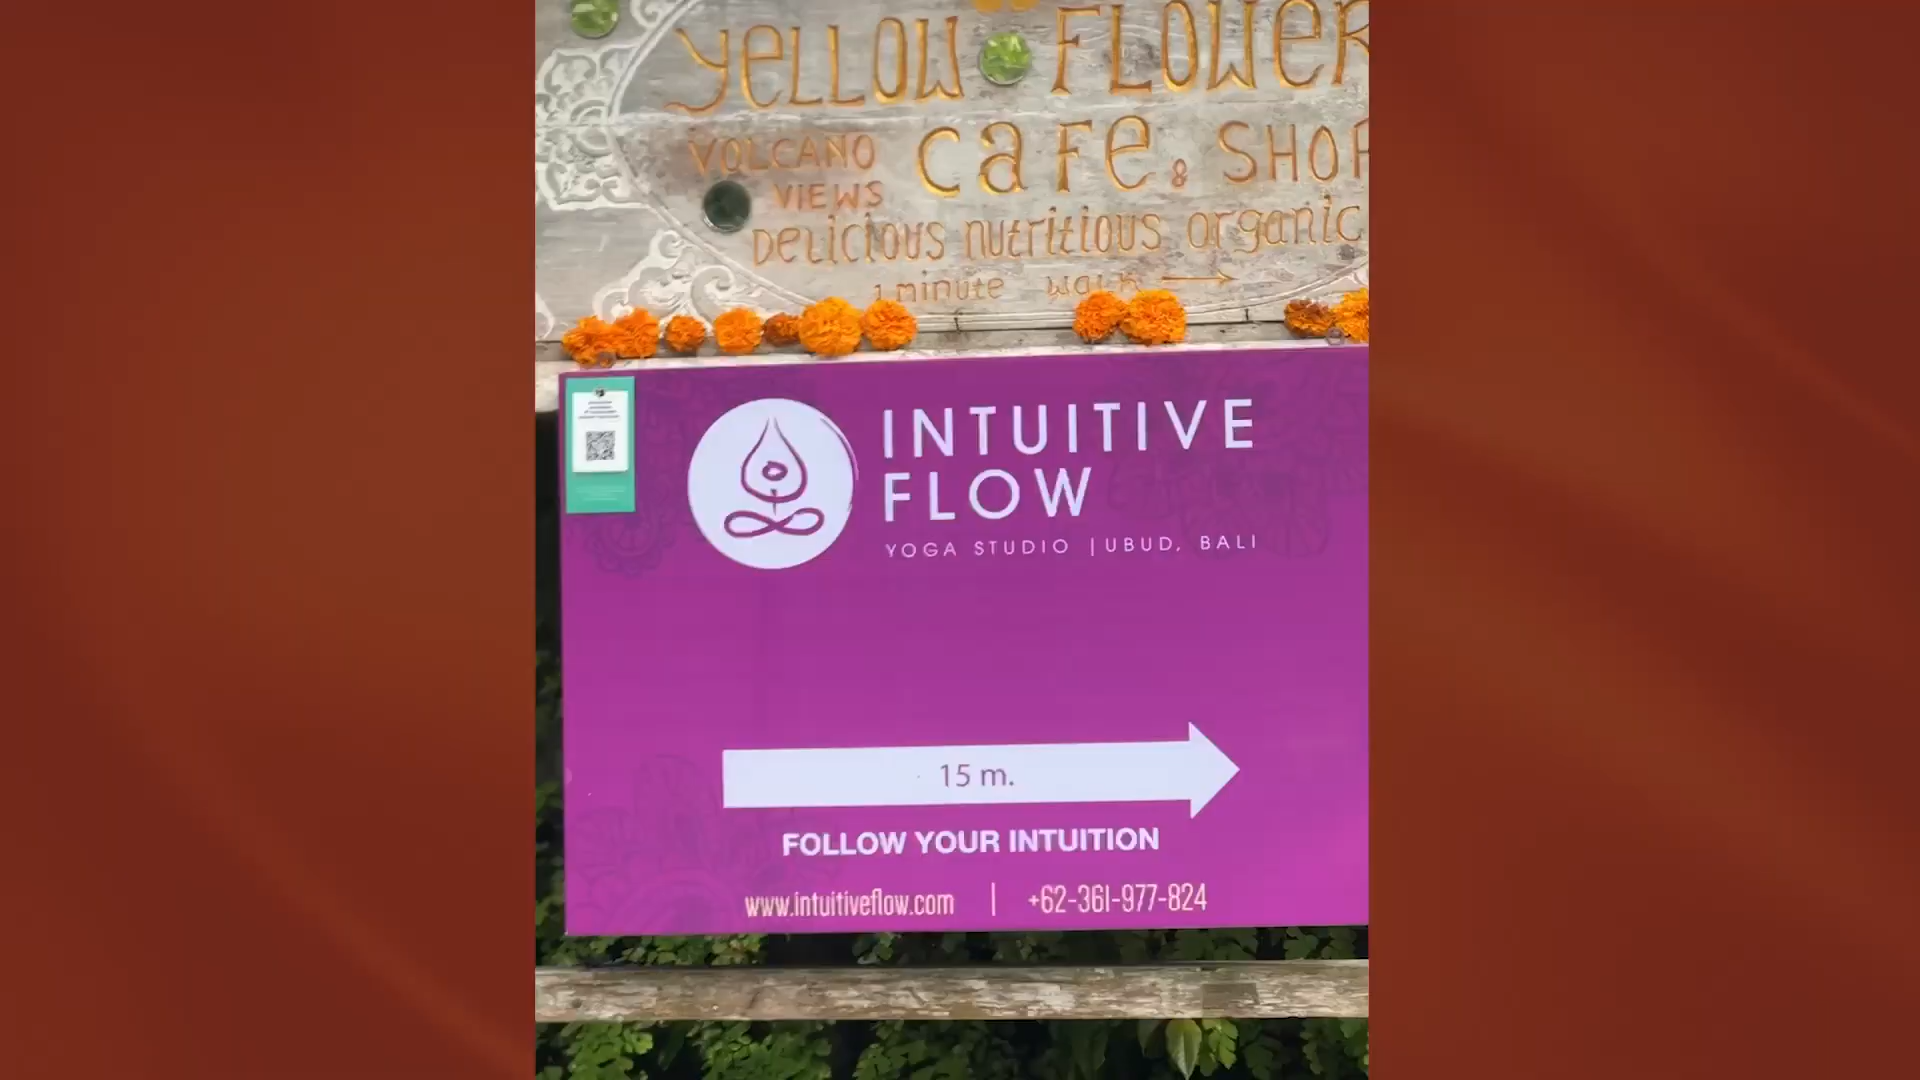 YELLOW FLOWER
VOLCANO
VIEWS
CAFE & SHOP
DELICIOUS NUTRITIOUS ORGANIC
1 minute walk
INTUITIVE
FLOW
YOGA STUDIO | UBUD, BALI
15 m.
FOLLOW YOUR INTUITION
www.intuitiveflow.com | +62-361-977-824